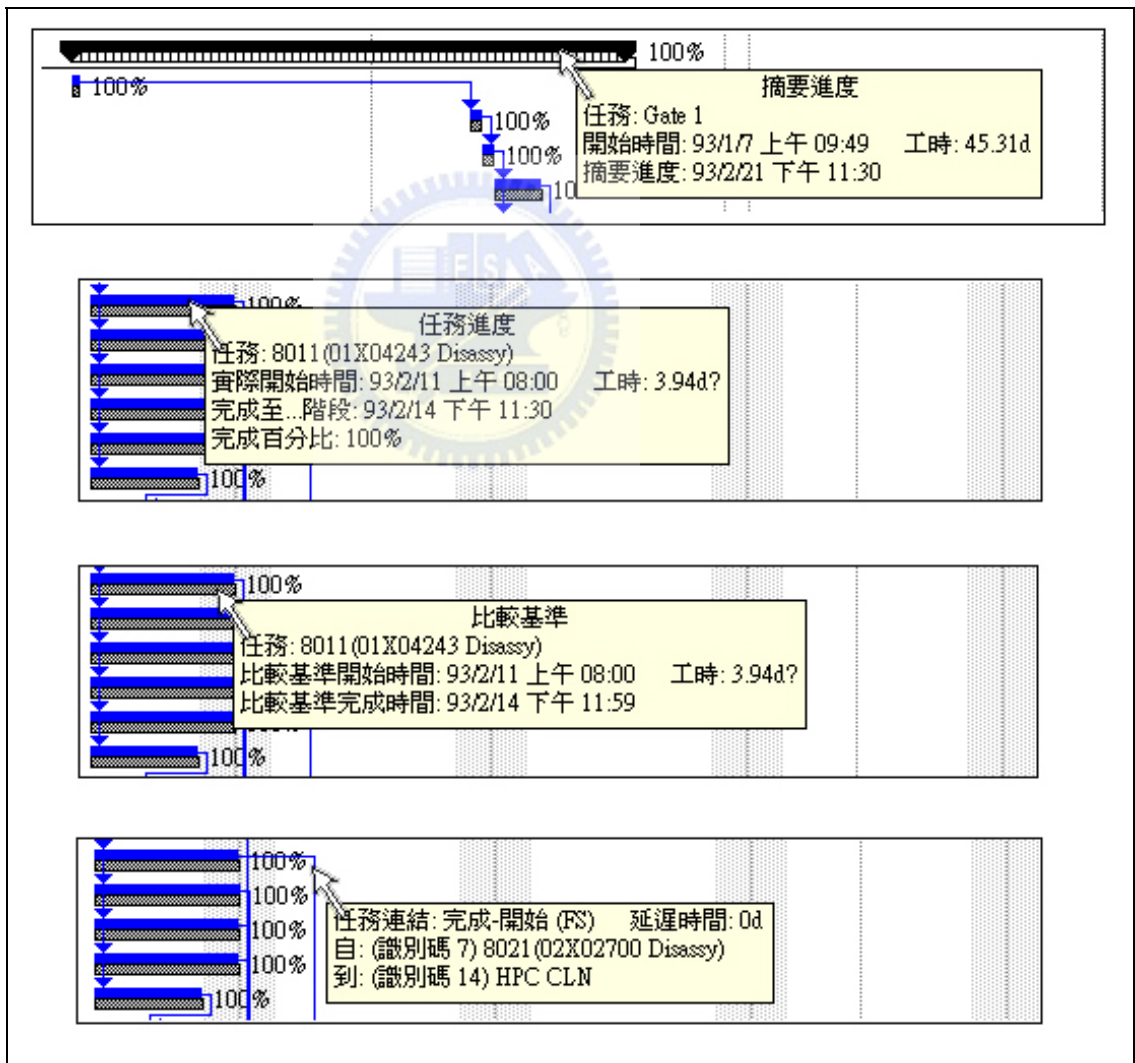 100%
100%
100%
100%
10
摘要進度
任務: Gate 1
開始時間: 93/1/7 上午 09:49 工時: 45.31d
摘要進度: 93/2/21 下午 11:30
100%
任務進度
任務: 8011(01X04243 Disassy)
實際開始時間: 93/2/11 上午 08:00 工時: 3.94d?
完成至...階段: 93/2/14 下午 11:30
完成百分比: 100%
100%
100%
比較基準
任務: 8011(01X04243 Disassy)
比較基準開始時間: 93/2/11 上午 08:00 工時: 3.94d?
比較基準完成時間: 93/2/14 下午 11:59
100%
100%
100%
100%
100%
100%
任務連結: 完成-開始 (FS) 延遲時間: 0d
自: (識別碼 7) 8021(02X02700 Disassy)
到: (識別碼 14) HPC CLN